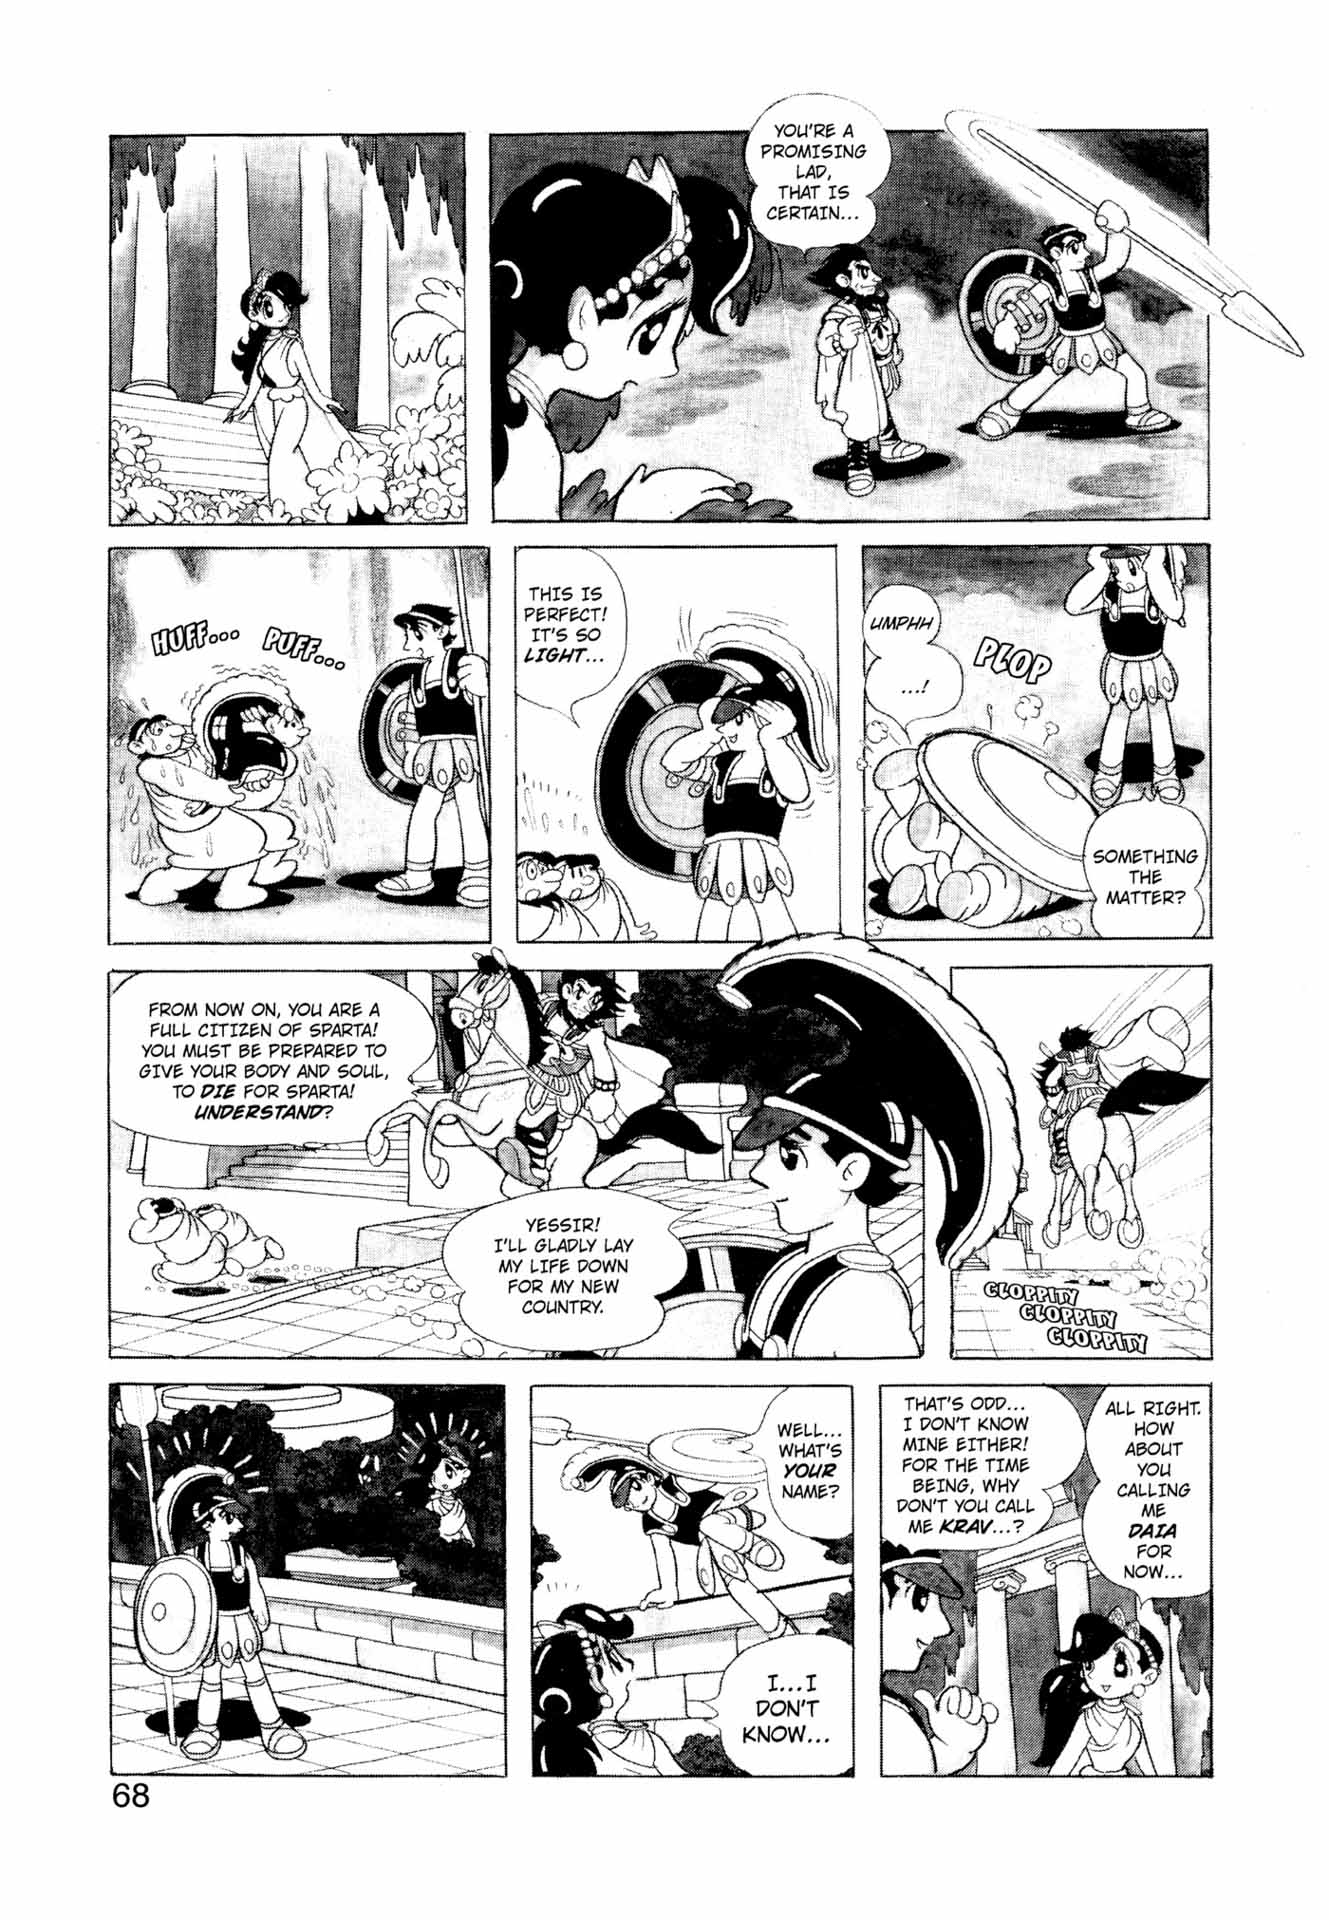 YOU'RE A
PROMISING
LAD,
THAT IS
CERTAIN...
HUFF...
PUFF...
THIS IS
PERFECT!
IT'S SO
LIGHT...
UMPHH
...!
PLOP
SOMETHING
THE
MATTER?
FROM NOW ON, YOU ARE A
FULL CITIZEN OF SPARTA!
YOU MUST BE PREPARED TO
GIVE YOUR BODY AND SOUL,
TO DIE FOR SPARTA!
UNDERSTAND?
YESSIR!
I'LL GLADLY LAY
MY LIFE DOWN
FOR MY NEW
COUNTRY.
CLOPPITY
CLOPPITY
CLOPPITY
WELL...
WHAT'S
YOUR
NAME?
I...I
DON'T
KNOW...
THAT'S ODD...
I DON'T KNOW
MINE EITHER!
FOR THE TIME
BEING, WHY
DON'T YOU CALL
ME KRAV...?
ALL RIGHT.
HOW
ABOUT
YOU
CALLING
ME
DAIA
FOR
NOW...
68